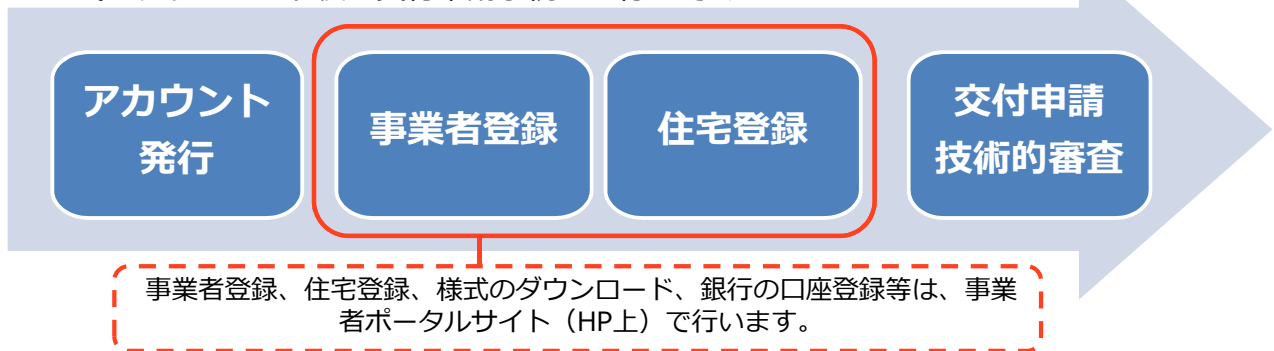 アカウント
発行
事業者登録
住宅登録
交付申請
技術的審査
事業者登録、住宅登録、様式のダウンロード、銀行の口座登録等は、事業
者ポータルサイト（HP上）で行います。